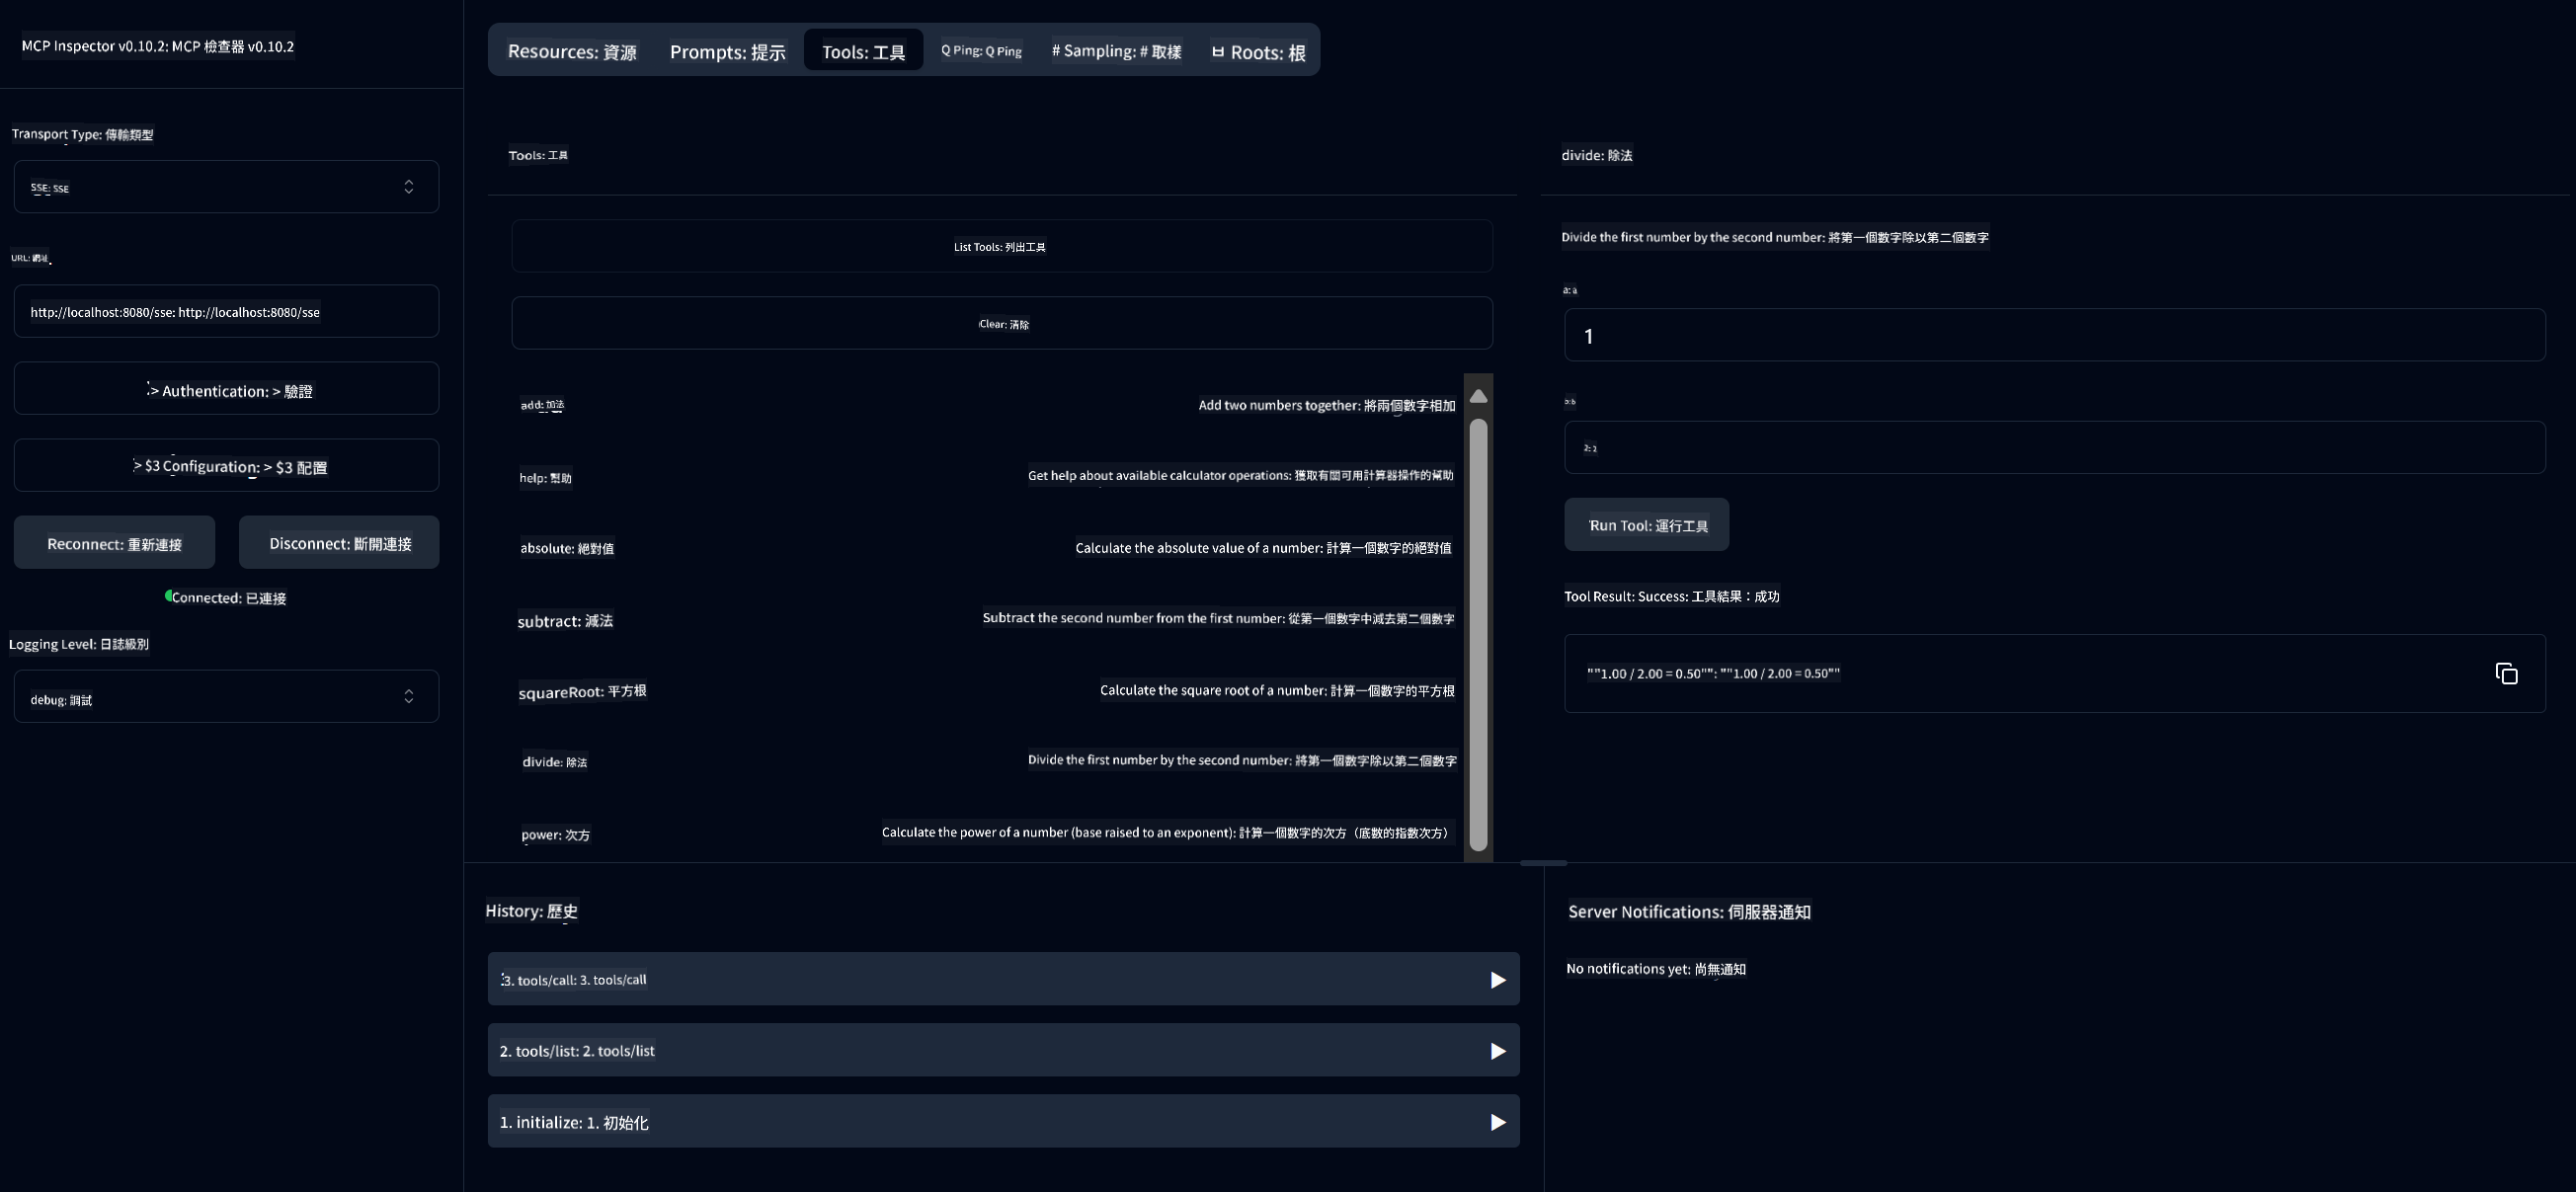 MCP Inspector v0.10.2: MCP 檢查器 v0.10.2
Transport Type: 傳輸類型
SSE: SSE
URL: 網址
http://localhost:8080/sse: http://localhost:8080/sse
> Authentication: > 驗證
> $3 Configuration: > $3 配置
Reconnect: 重新連接
Disconnect: 斷開連接
Connected: 已連接
Logging Level: 日誌級別
debug: 調試
Resources: 資源
Prompts: 提示
Tools: 工具
Q Ping: Q Ping
# Sampling: # 取樣
Roots: 根
Tools: 工具
List Tools: 列出工具
Clear: 清除
add: 加法
Add two numbers together: 將兩個數字相加
help: 幫助
Get help about available calculator operations: 獲取有關可用計算器操作的幫助
absolute: 絕對值
Calculate the absolute value of a number: 計算一個數字的絕對值
subtract: 減法
Subtract the second number from the first number: 從第一個數字中減去第二個數字
squareRoot: 平方根
Calculate the square root of a number: 計算一個數字的平方根
divide: 除法
Divide the first number by the second number: 將第一個數字除以第二個數字
power: 次方
Calculate the power of a number (base raised to an exponent): 計算一個數字的次方（底數的指數次方）
divide: 除法
Divide the first number by the second number: 將第一個數字除以第二個數字
a: a
1
b: b
2: 2
Run Tool: 運行工具
Tool Result: Success: 工具結果：成功
""1.00 / 2.00 = 0.50"": ""1.00 / 2.00 = 0.50""
History: 歷史
3. tools/call: 3. tools/call
2. tools/list: 2. tools/list
1. initialize: 1. 初始化
Server Notifications: 伺服器通知
No notifications yet: 尚無通知